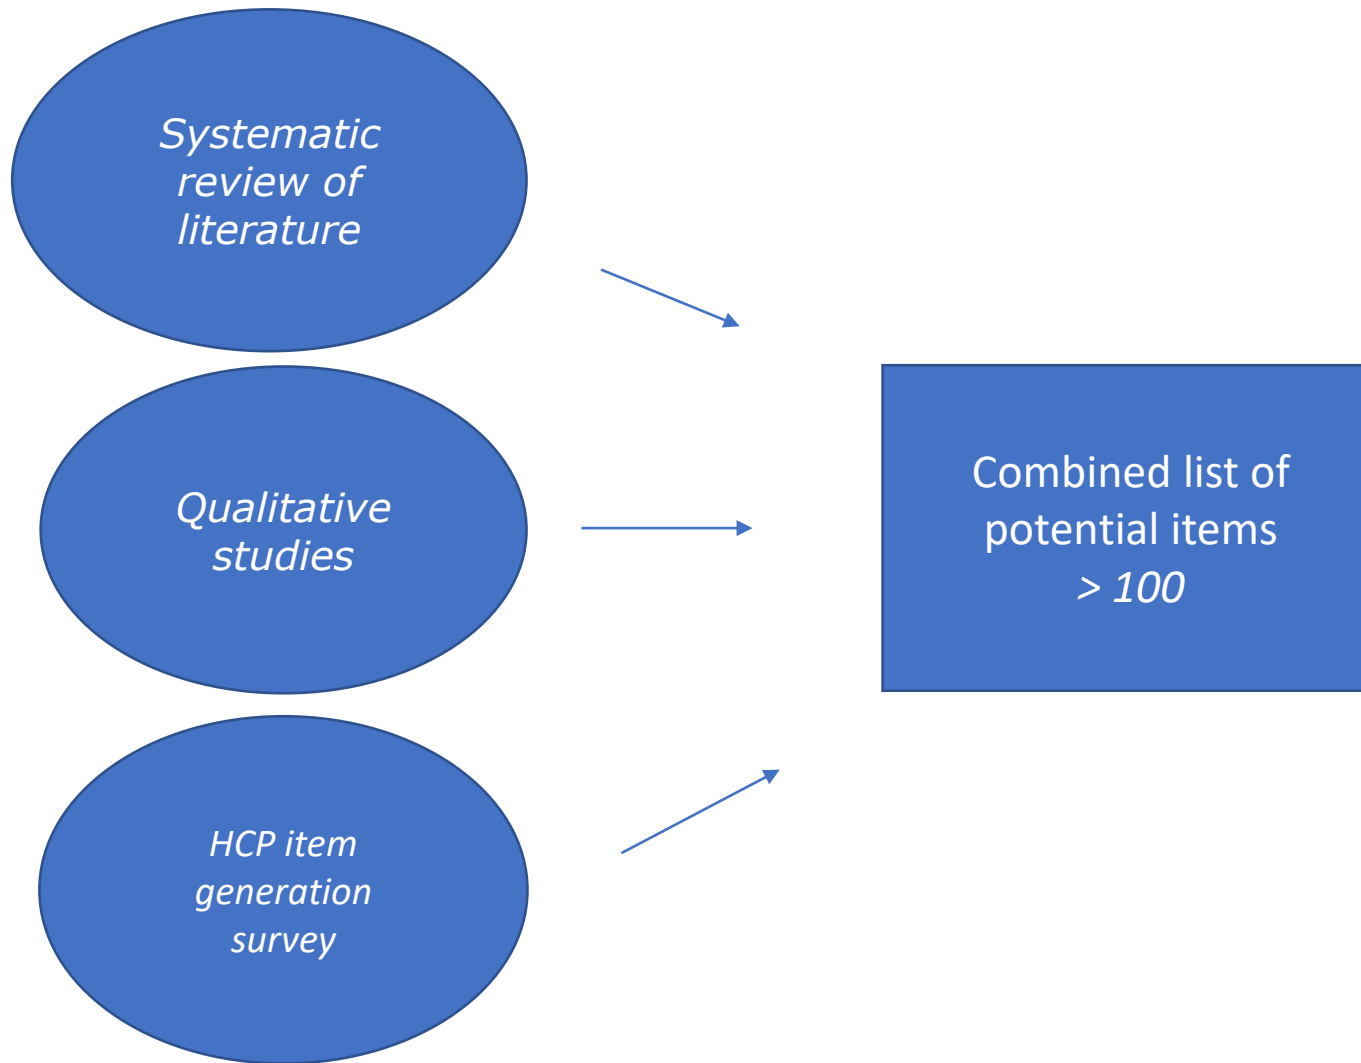 Systematic
review of
literature
Qualitative
studies
HCP item
generation
survey
Combined list of
potential items
> 100